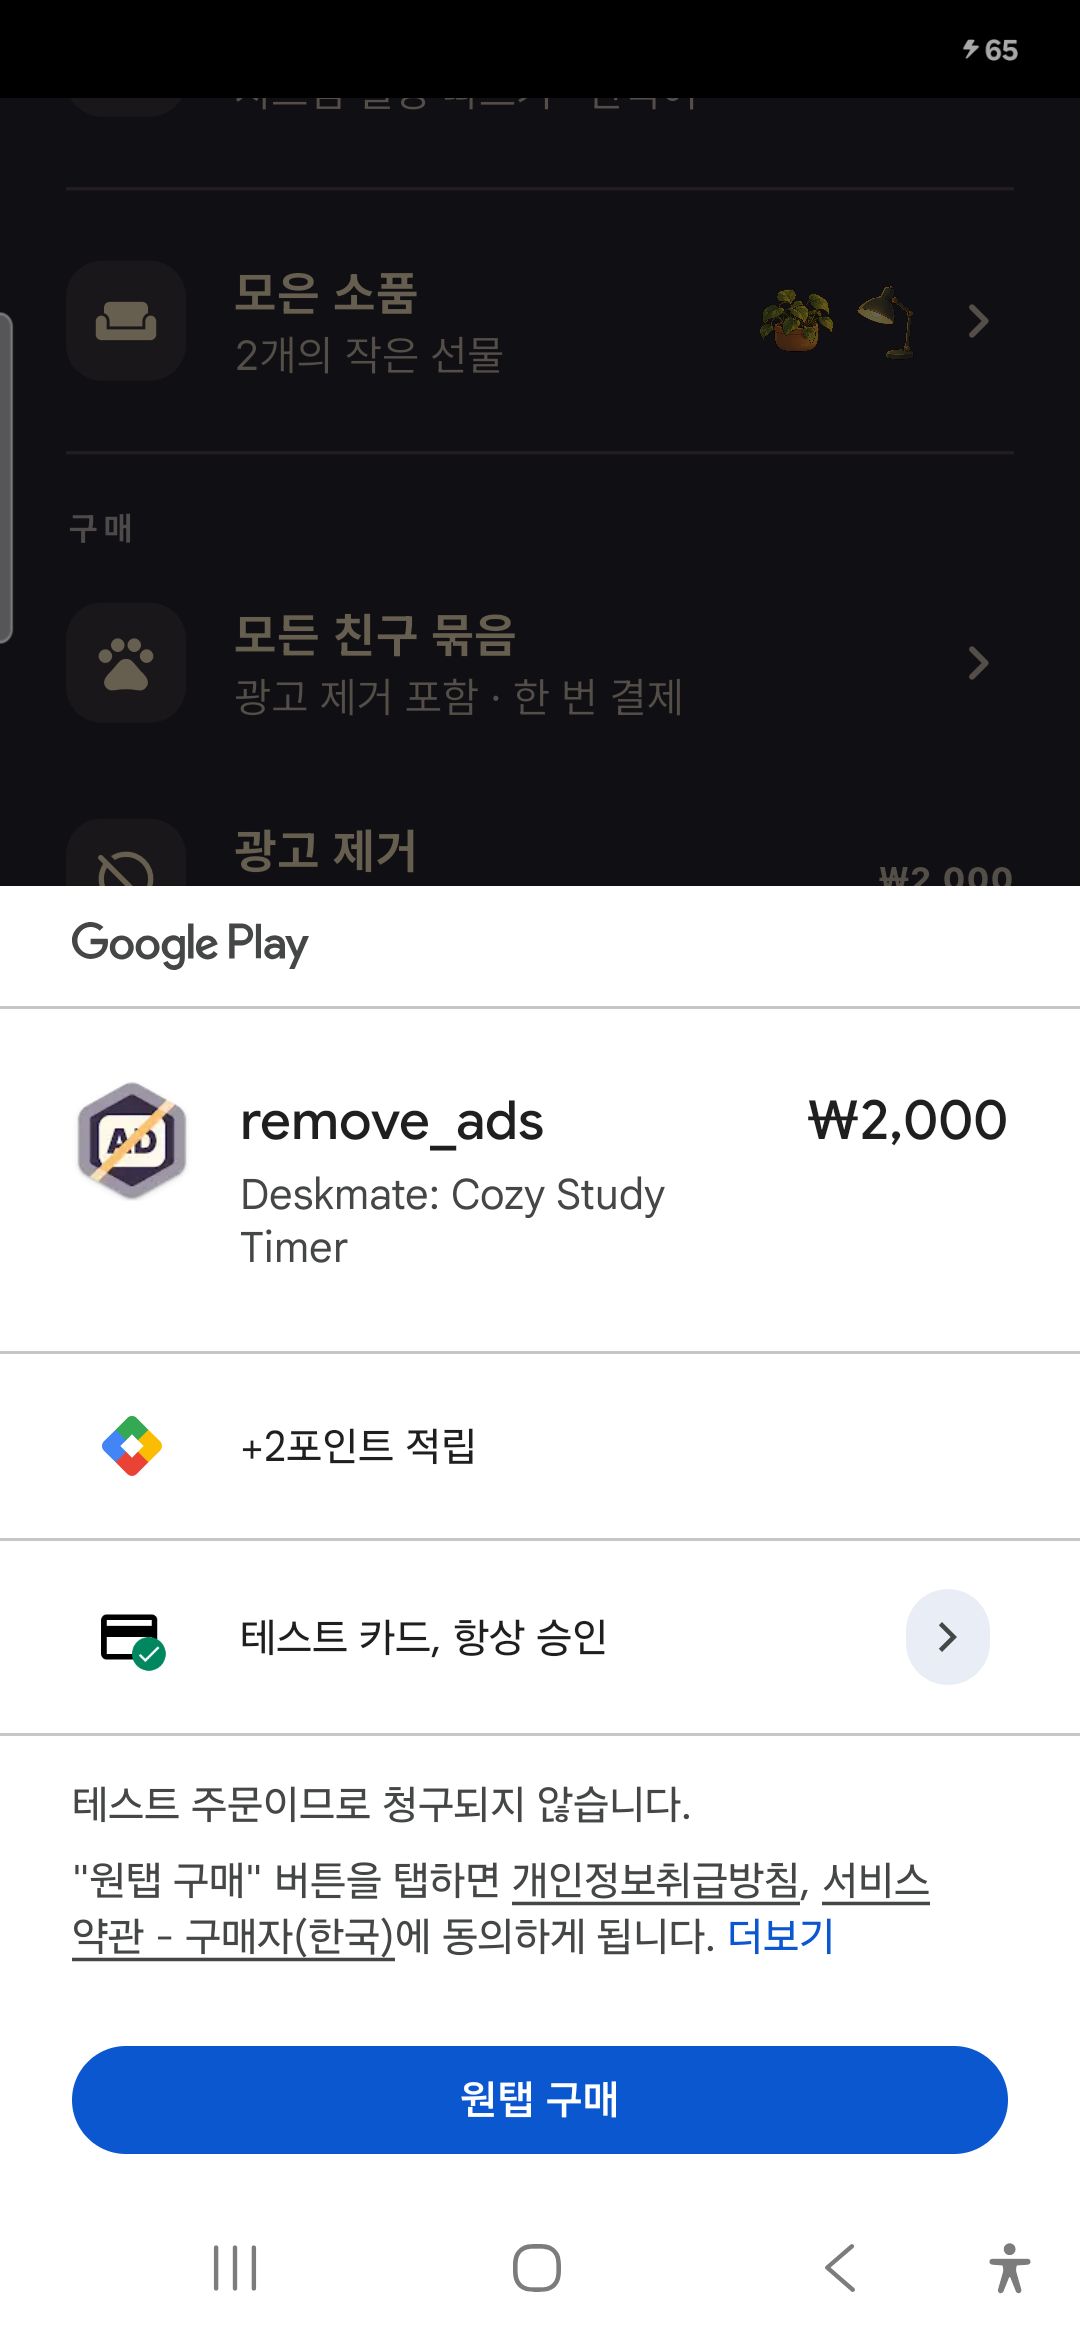 65
모은 소품
2개의 작은 선물
구매
모든 친구 묶음
광고 제거 포함 · 한 번 결제
광고 제거
₩2,000
Google Play
AD
remove_ads
₩2,000
Deskmate: Cozy Study
Timer
+2포인트 적립
테스트 카드, 항상 승인
테스트 주문이므로 청구되지 않습니다.
"원탭 구매" 버튼을 탭하면 개인정보취급방침, 서비스
약관 - 구매자(한국)에 동의하게 됩니다. 더보기
원탭 구매